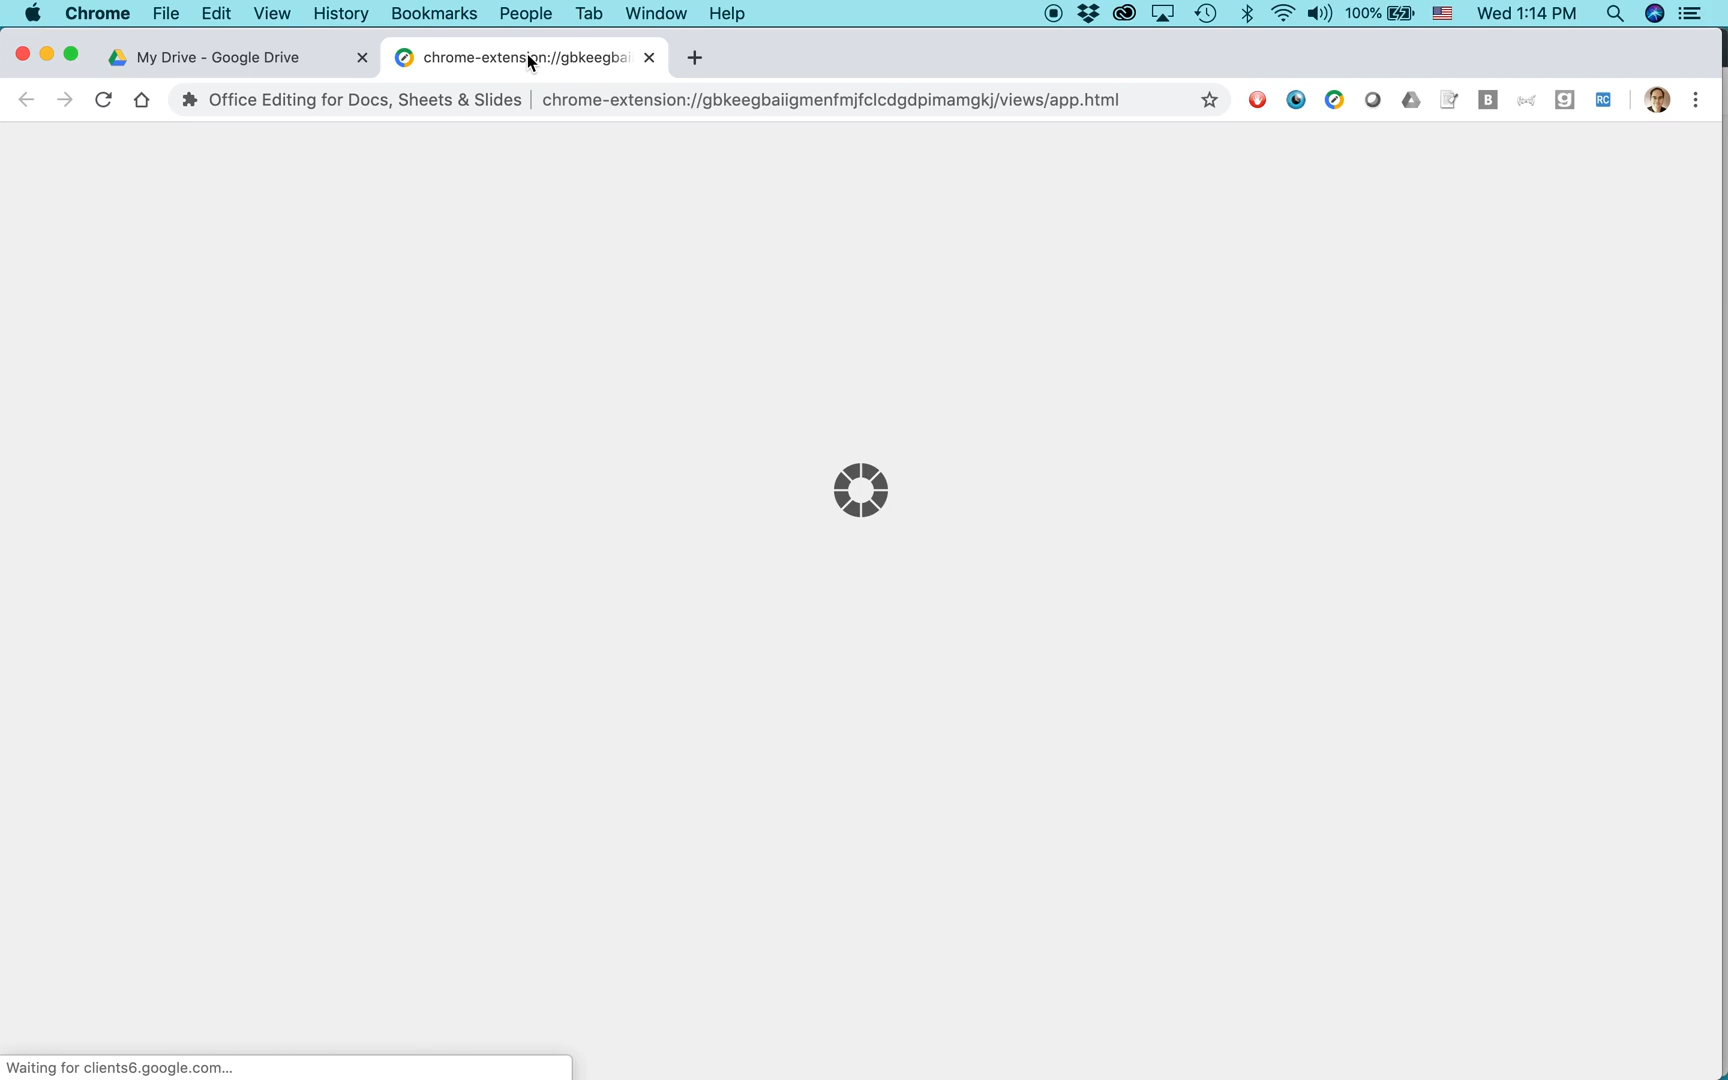 Chrome File Edit View History Bookmarks People Tab Window Help 100% Wed 1:14 PM
My Drive - Google Drive chrome-extension://gbkeegbai
Office Editing for Docs, Sheets & Slides chrome-extension://gbkeegbaiigmenfmjfclcdgdpimamgkj/views/app.html B g RC
Waiting for clients6.google.com...